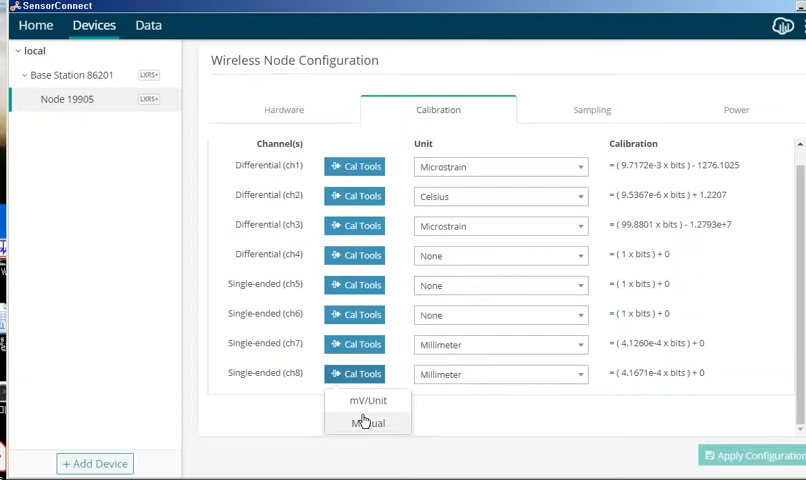 SensorConnect
Home Devices Data
local
Base Station 86201 LXRS+
Node 19905 LXRS+
+ Add Device
Wireless Node Configuration
Hardware Calibration Sampling Power
Channel(s) Unit Calibration
Differential (ch1) Cal Tools Microstrain = ( 9.7172e-3 x bits ) - 1276.1025
Differential (ch2) Cal Tools Celsius = ( 9.5367e-6 x bits ) + 1.2207
Differential (ch3) Cal Tools Microstrain = ( 99.8801 x bits ) - 1.2793e+7
Differential (ch4) Cal Tools None = ( 1 x bits ) + 0
Single-ended (ch5) Cal Tools None = ( 1 x bits ) + 0
Single-ended (ch6) Cal Tools None = ( 1 x bits ) + 0
Single-ended (ch7) Cal Tools Millimeter = ( 4.1260e-4 x bits ) + 0
Single-ended (ch8) Cal Tools Millimeter = ( 4.1671e-4 x bits ) + 0
mV/Unit
Manual
Apply Configuration